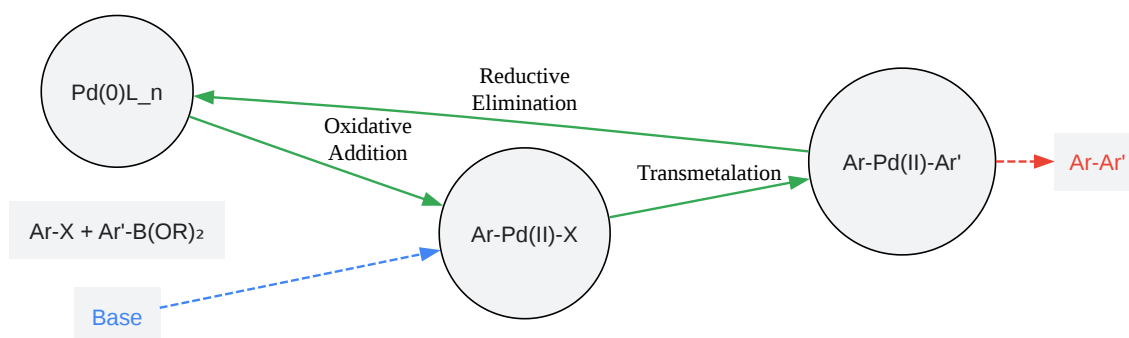 Pd(0)L_n
Reductive
Elimination
Oxidative
Addition
Transmetalation
Ar-Pd(II)-Ar'
Ar-Ar'
Ar-X + Ar'-B(OR)₂
Ar-Pd(II)-X
Base